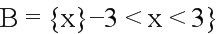 B = {x}−3 < x < 3}